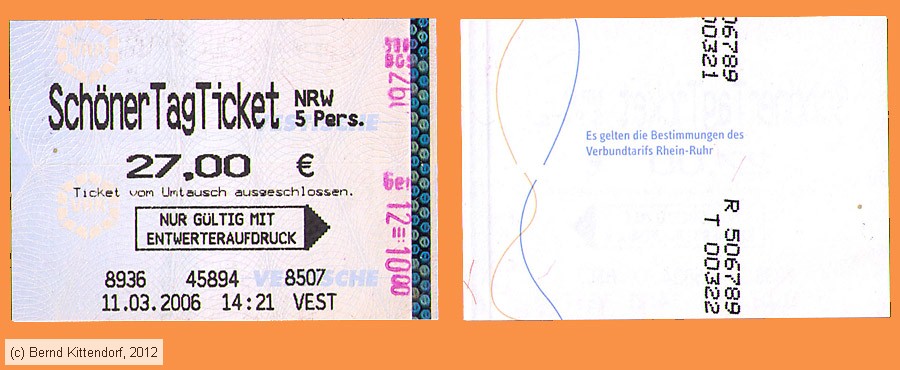 SchönerTagTicket NRW
5 Pers.
VESTISCHE
27,00 €
Ticket vom Umtausch ausgeschlossen.
NUR GÜLTIG MIT
ENTWERTERAUFDRUCK
VESTISCHE
8936 45894 8507
11.03.2006 14:21 VEST
Es gelten die Bestimmungen des
Verbundtarifs Rhein-Ruhr
506789
00321
R 506789
T 00322
(c) Bernd Kittendorf, 2012